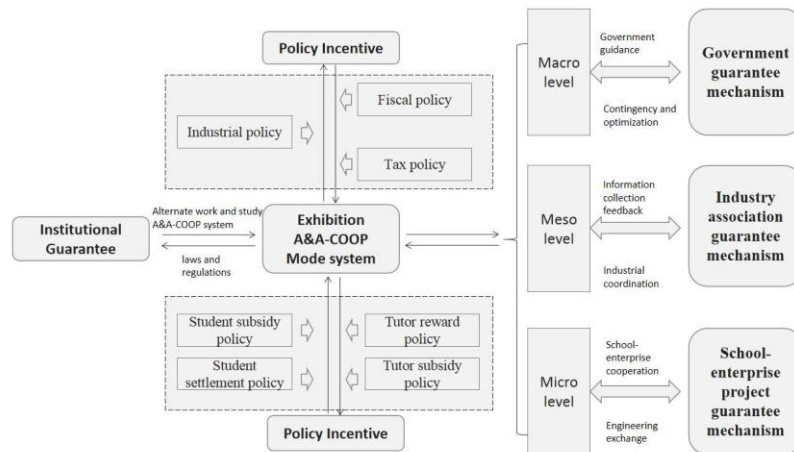 Policy Incentive
Fiscal policy
Industrial policy
Tax policy
Institutional
Guarantee
Alternate work and study
A&A-COOP system
laws and
regulations
Exhibition
A&A-COOP
Mode system
Student subsidy
policy
Tutor reward
policy
Student
settlement policy
Tutor subsidy
policy
Policy Incentive
Macro
level
Government
guidance
Contingency and
optimization
Government
guarantee
mechanism
Meso
level
Information
collection
feedback
Industrial
coordination
Industry
association
guarantee
mechanism
Micro
level
School-
enterprise
cooperation
Engineering
exchange
School-
enterprise
project
guarantee
mechanism